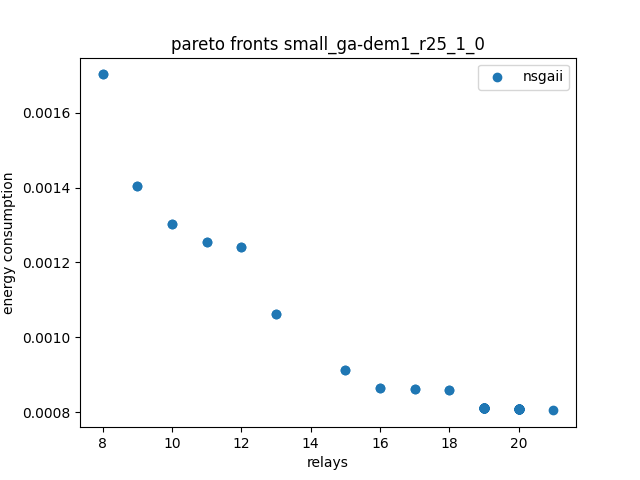 pareto fronts small_ga-dem1_r25_1_0
nsgaii
energy consumption
0.0016
0.0014
0.0012
0.0010
0.0008
8 10 12 14 16 18 20
relays